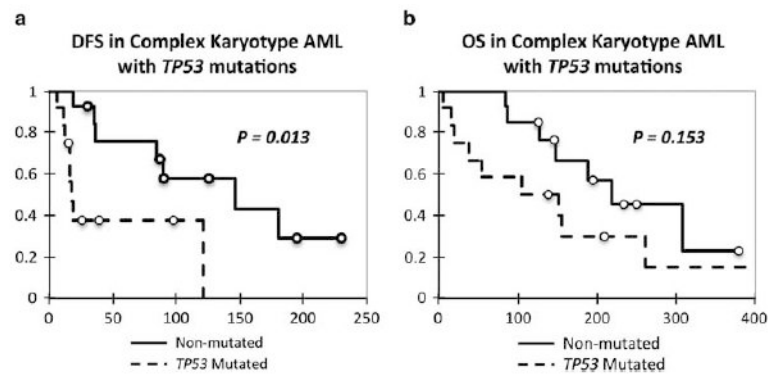 a
DFS in Complex Karyotype AML
with TP53 mutations
1
0.8
0.6
0.4
0.2
0
P = 0.013
0 50 100 150 200 250
Non-mutated
TP53 Mutated
b
OS in Complex Karyotype AML
with TP53 mutations
1
0.8
0.6
0.4
0.2
0
P = 0.153
0 100 200 300 400
Non-mutated
TP53 Mutated